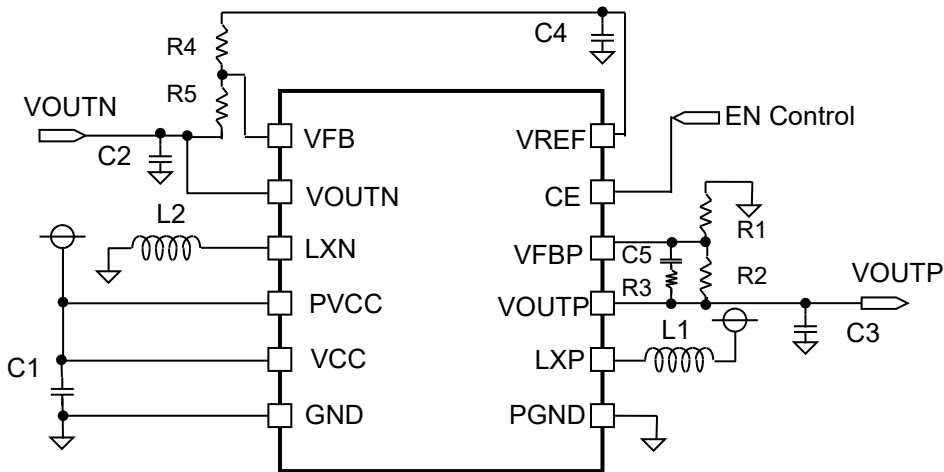 C4
R4
R5
VOUTN
C2
VFB
VREF
EN Control
VOUTN
CE
L2
LXN
VFBP
C5
R1
R3
R2
VOUTP
PVCC
VOUTP
L1
C3
C1
VCC
LXP
GND
PGND